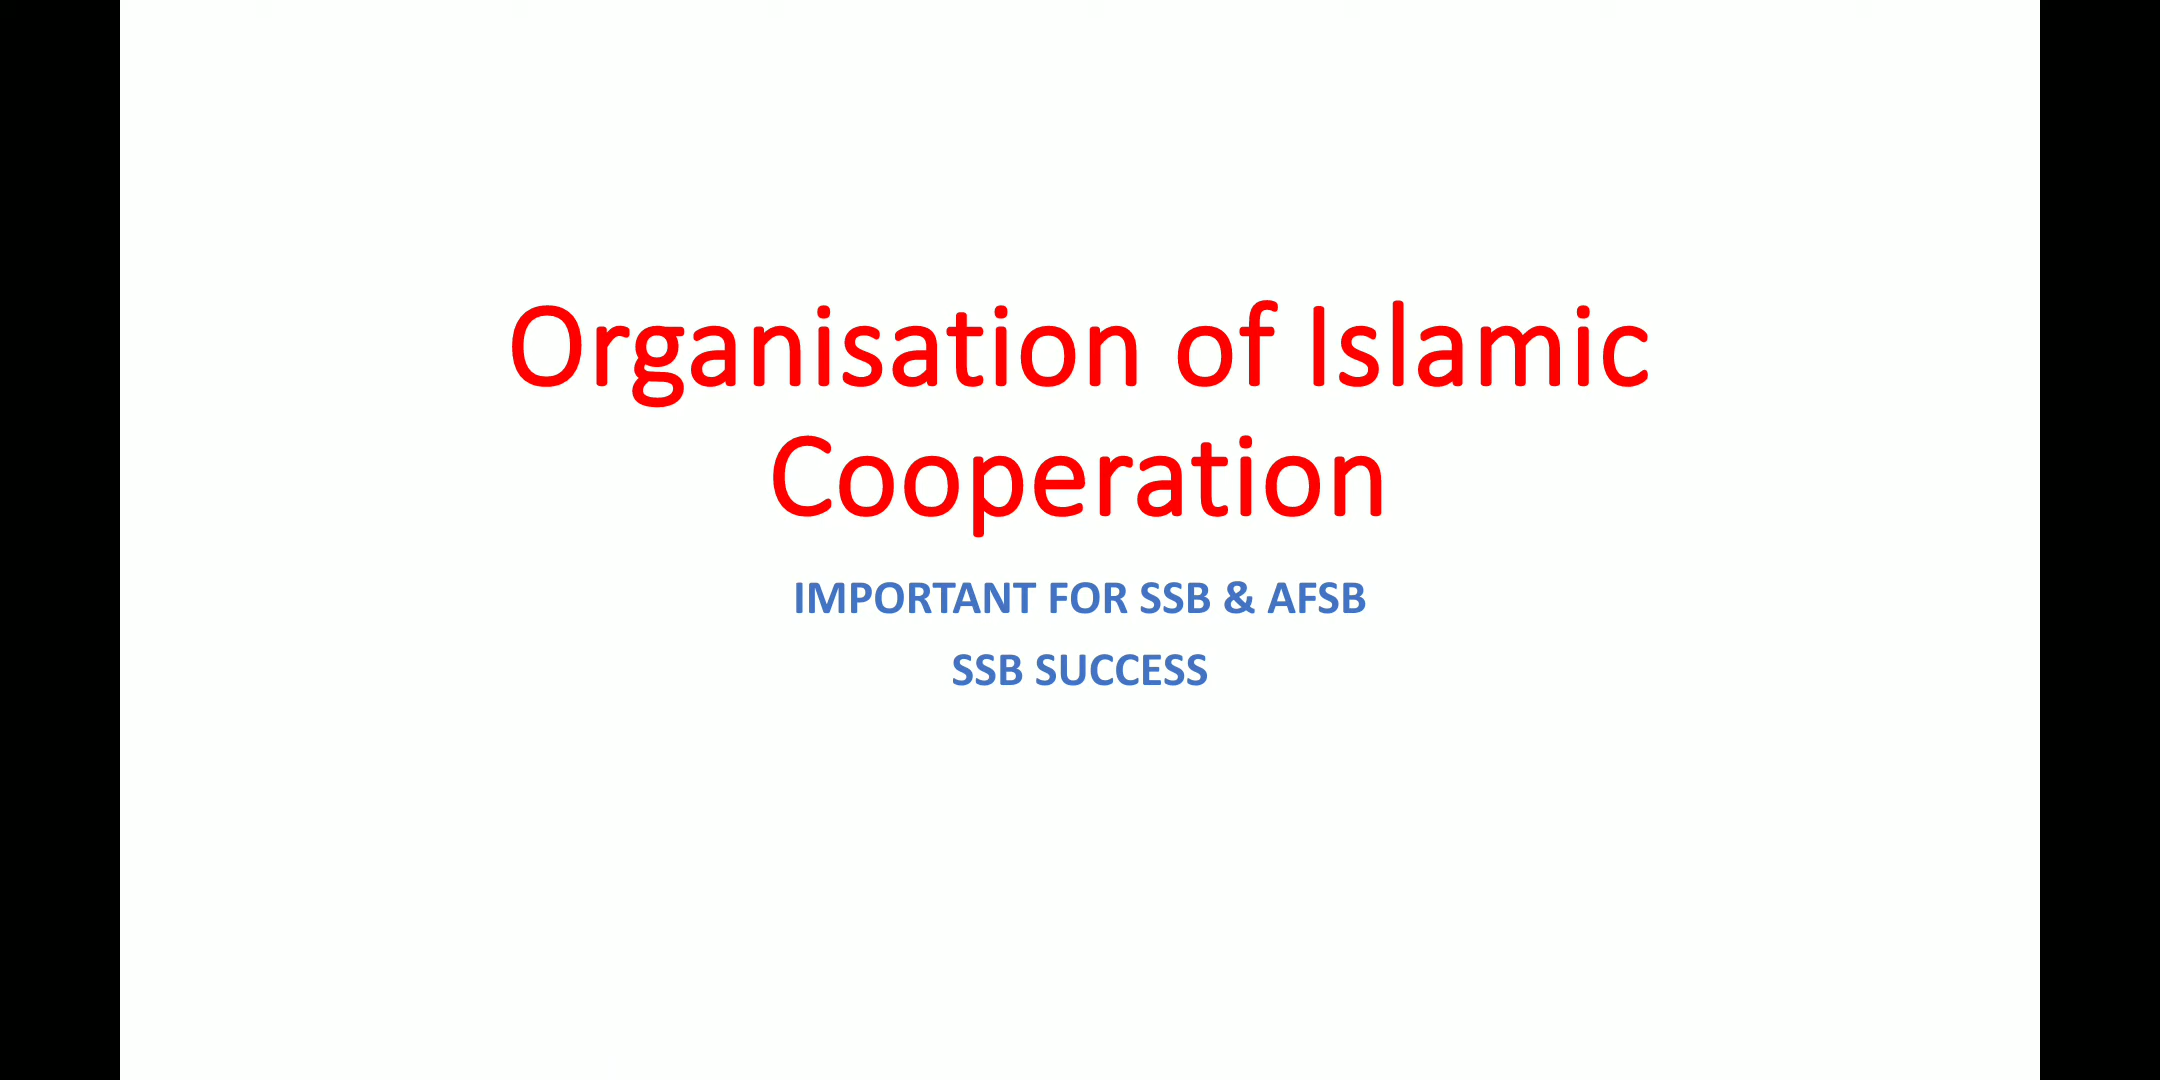 Organisation of Islamic
Cooperation
IMPORTANT FOR SSB & AFSB
SSB SUCCESS